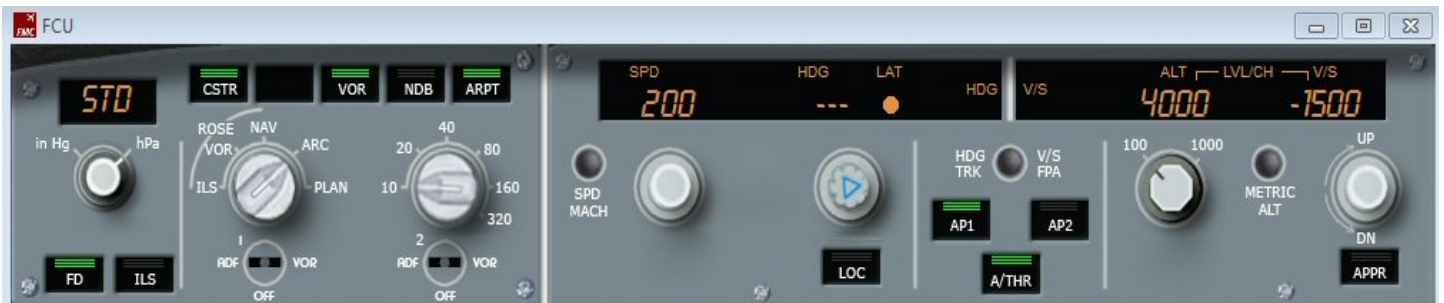 FMC FCU
CSTR VOR NDB ARPT
STD
in Hg hPa
ROSE NAV
VOR ARC
ILS PLAN
40
20 80
10 160
320
1 2
ADF VOR ADF VOR
OFF OFF
FD ILS
SPD HDG LAT
200 --- HDG
V/S ALT LVL/CH V/S
4000 -1500
SPD
MACH
HDG V/S
TRK FPA
AP1 AP2
LOC A/THR
100 1000
METRIC
ALT
UP
DN
APPR